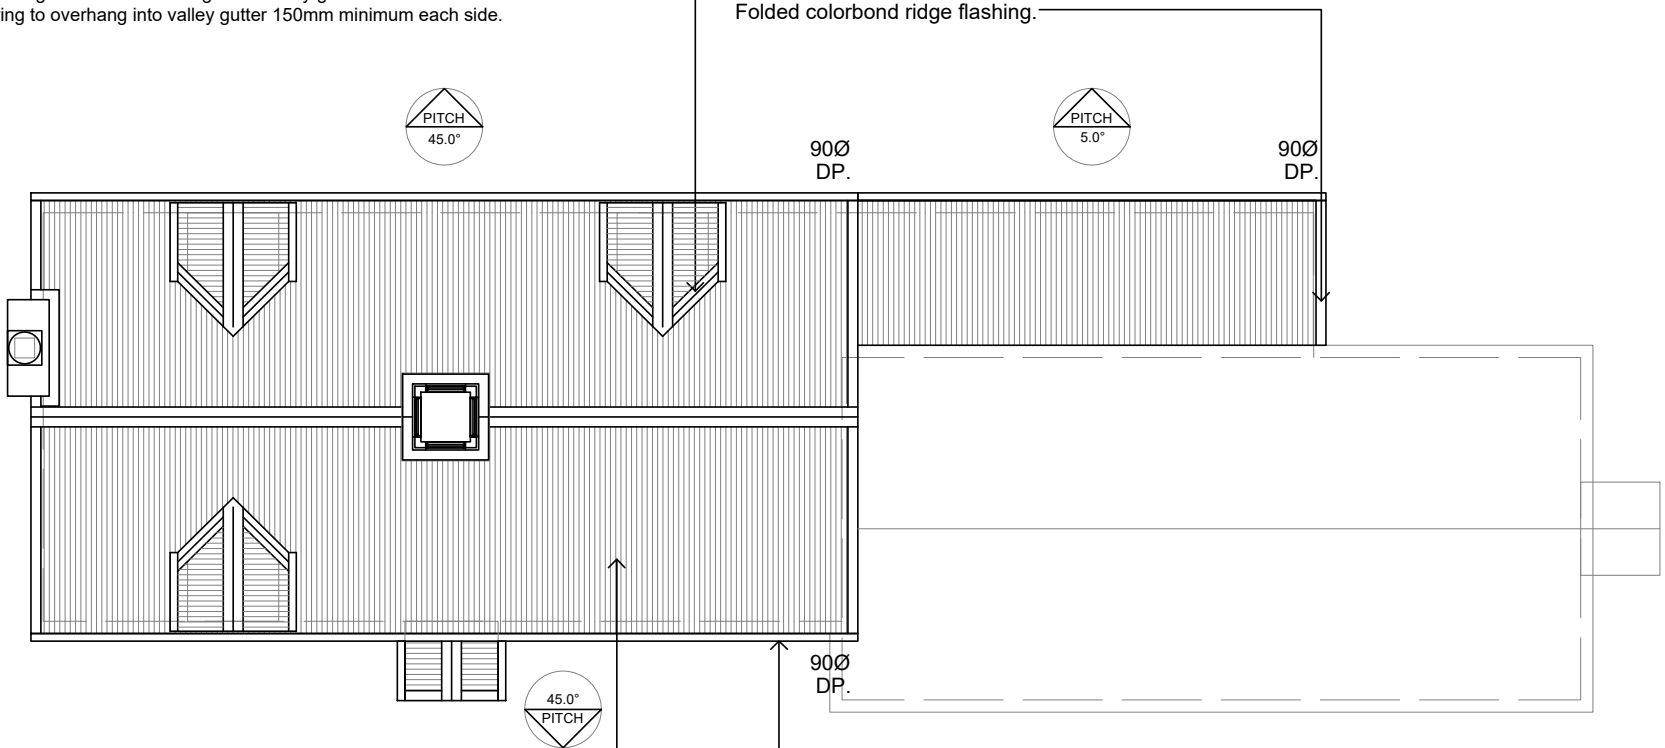 ring to overhang into valley gutter 150mm minimum each side.
Folded colorbond ridge flashing.
PITCH
45.0°
PITCH
5.0°
90Ø
DP.
90Ø
DP.
90Ø
DP.
45.0°
PITCH